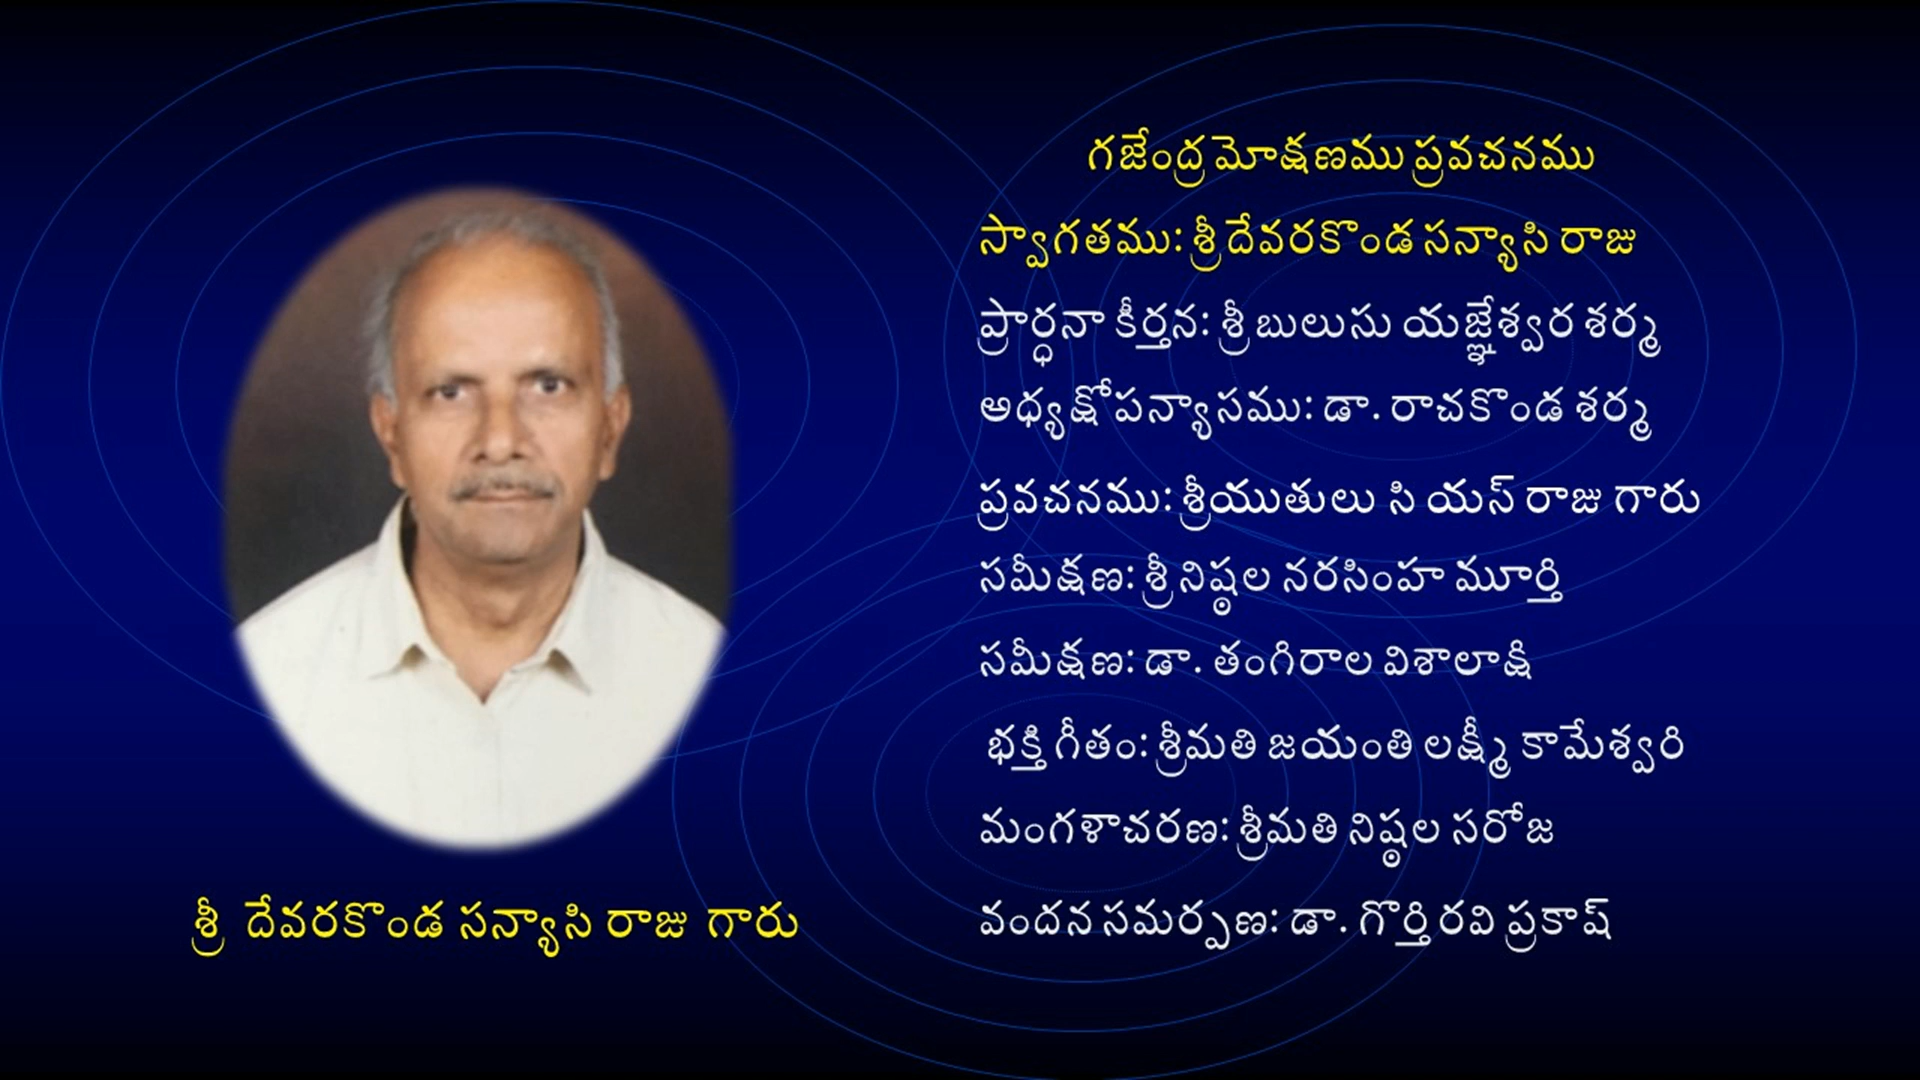 గజేంద్ర మోక్షణము ప్రవచనము
స్వాగతము: శ్రీ దేవరకొండ సన్యాసి రాజు
ప్రార్ధనా కీర్తన: శ్రీ బులుసు యజ్ఞేశ్వర శర్మ
అధ్యక్షోపన్యాసము: డా. రాచకొండ శర్మ
ప్రవచనము: శ్రీయుతులు సి యస్ రాజు గారు
సమీక్షణ: శ్రీ నిష్ఠల నరసింహ మూర్తి
సమీక్షణ: డా. తంగిరాల విశాలాక్షి
భక్తి గీతం: శ్రీమతి జయంతి లక్ష్మీ కామేశ్వరి
మంగళాచరణ: శ్రీమతి నిష్ఠల సరోజ
వందన సమర్పణ: డా. గొర్తి రవి ప్రకాష్
శ్రీ దేవరకొండ సన్యాసి రాజు గారు